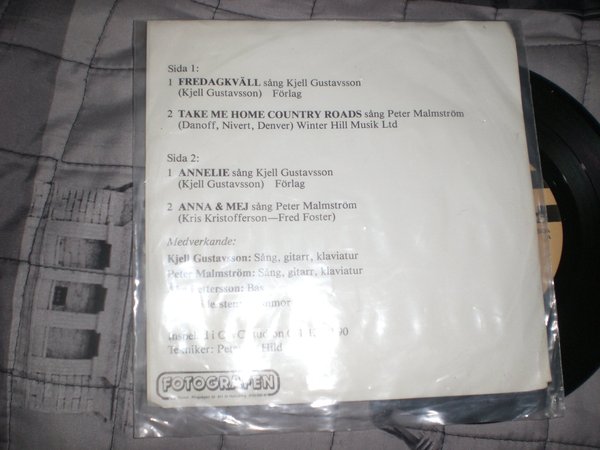 Sida 1:
1 FREDAGKVÄLL sång Kjell Gustavsson
(Kjell Gustavsson) Förlag
2 TAKE ME HOME COUNTRY ROADS sång Peter Malmström
(Danoff, Nivert, Denver) Winter Hill Musik Ltd
Sida 2:
1 ANNELIE sång Kjell Gustavsson
(Kjell Gustavsson) Förlag
2 ANNA & MEJ sång Peter Malmström
(Kris Kristofferson—Fred Foster)
Medverkande:
Kjell Gustavsson: Sång, gitarr, klaviatur
Peter Malmström: Sång, gitarr, klaviatur
Bas
Inspelad i
Tekniker: Hild
FOTOGRAFEN